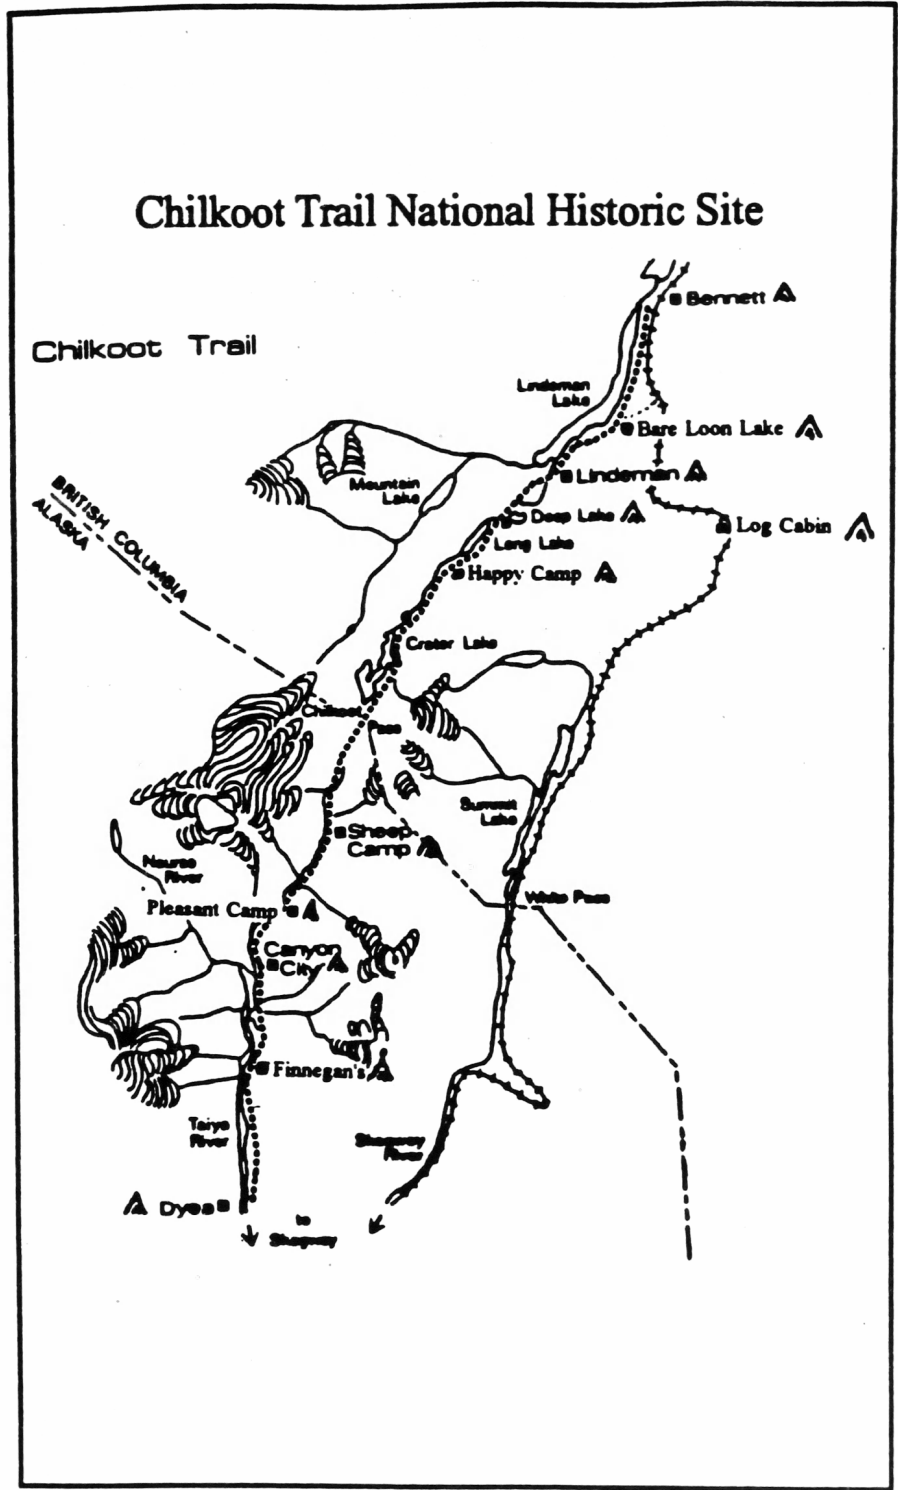 Chilkoot Trail National Historic Site
Bennett
Chilkoot Trail
Lindeman
Lake
Bare Loon Lake
Mountain
Lake
Lindeman
BRITISH COLUMBIA
ALASKA
Deep Lake
Log Cabin
Long Lake
Happy Camp
Crater Lake
Chilkoot
Pass
Summit
Lake
Sheep
Camp
Nourse
River
White Pass
Pleasant Camp
Canyon
City
Finnegan's
Taiya
River
Skagway
River
Dyea
to
Skagway